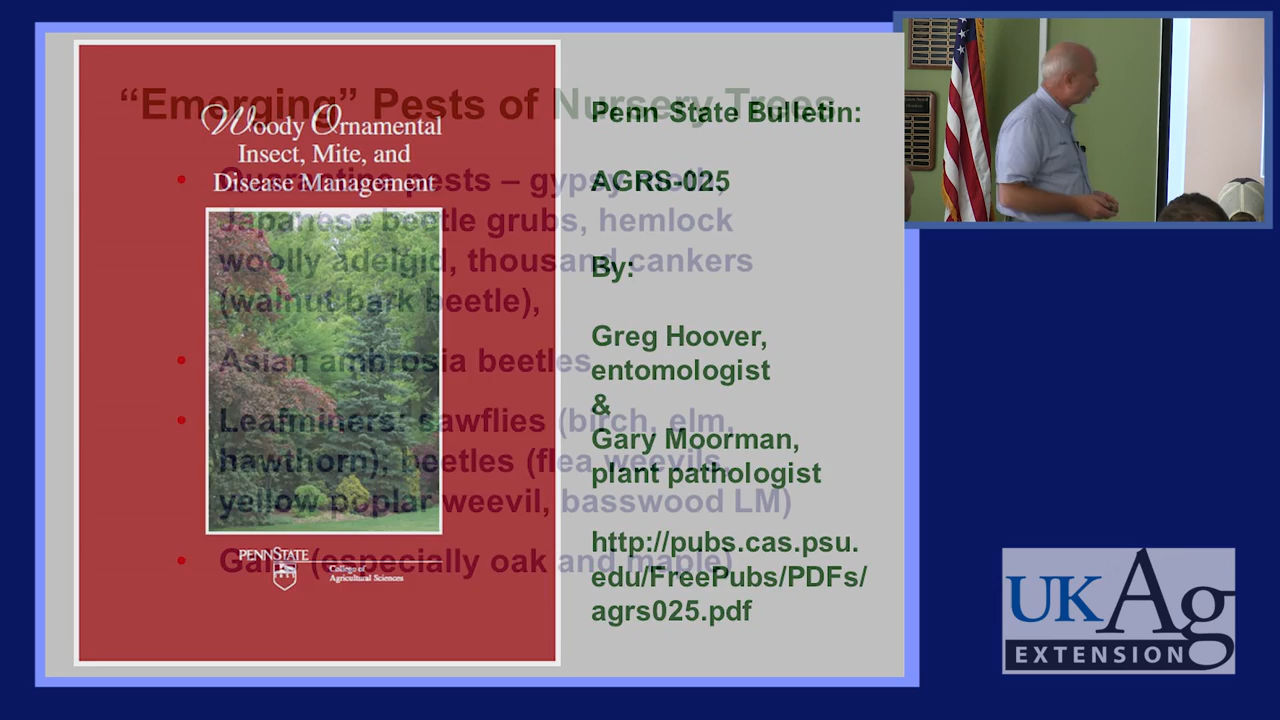 “Emerging” Pests of Nursery Trees
• Quarantine pests – gypsy moth,
Japanese beetle grubs, hemlock
woolly adelgid, thousand cankers
(walnut bark beetle),
• Asian ambrosia beetles
• Leafminers: sawflies (birch, elm,
hawthorn), beetles (flea weevils,
yellow poplar weevil, basswood LM)
• Galls (especially oak and maple)
Woody Ornamental
Insect, Mite, and
Disease Management
PENNSTATE
College of
Agricultural Sciences
Penn State Bulletin:
AGRS-025
By:
Greg Hoover,
entomologist
&
Gary Moorman,
plant pathologist
http://pubs.cas.psu.
edu/FreePubs/PDFs/
agrs025.pdf
UKAg
EXTENSION